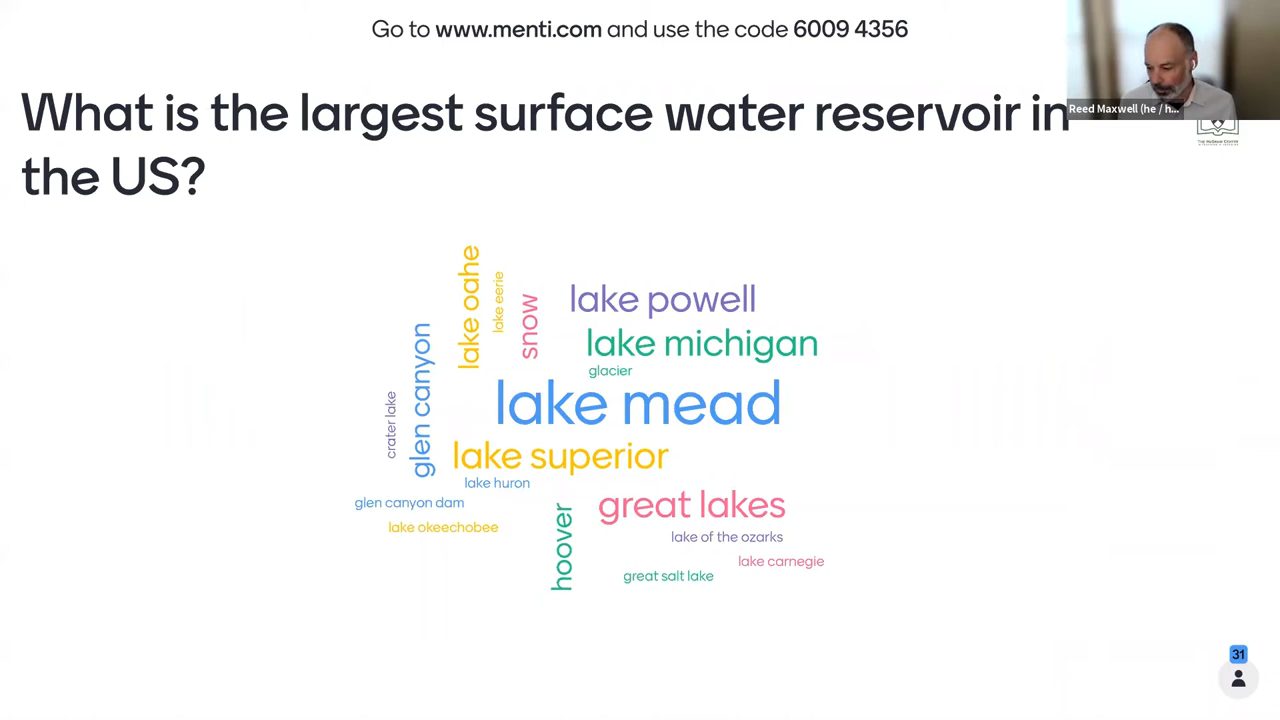 Go to www.menti.com and use the code 6009 4356
Reed Maxwell (he / h...
What is the largest surface water reservoir in
the US?
lake oahe
lake eerie
snow
lake powell
lake michigan
glacier
glen canyon
crater lake
lake mead
lake superior
lake huron
glen canyon dam
lake okeechobee
hoover
great lakes
lake of the ozarks
lake carnegie
great salt lake
31